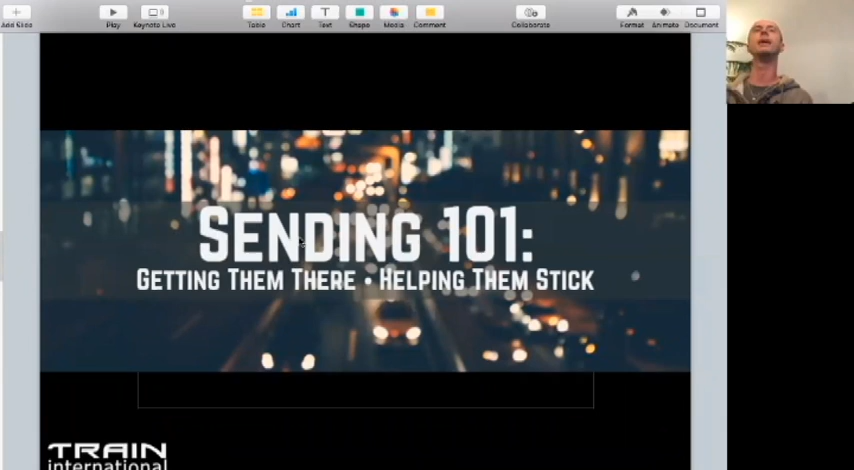 Add Slide
Play
Keynote Live
Table
Chart
Text
Shape
Media
Comment
Collaborate
Format
Animate
Document
SENDING 101:
GETTING THEM THERE • HELPING THEM STICK
TRAIN
international